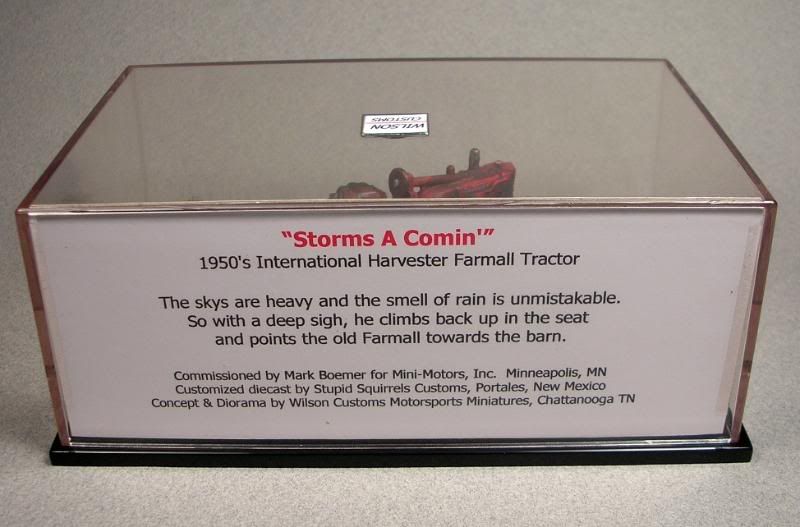 WILSON
CUSTOMS
“Storms A Comin'”
1950's International Harvester Farmall Tractor
The skys are heavy and the smell of rain is unmistakable.
So with a deep sigh, he climbs back up in the seat
and points the old Farmall towards the barn.
Commissioned by Mark Boemer for Mini-Motors, Inc.  Minneapolis, MN
Customized diecast by Stupid Squirrels Customs, Portales, New Mexico
Concept & Diorama by Wilson Customs Motorsports Miniatures, Chattanooga TN